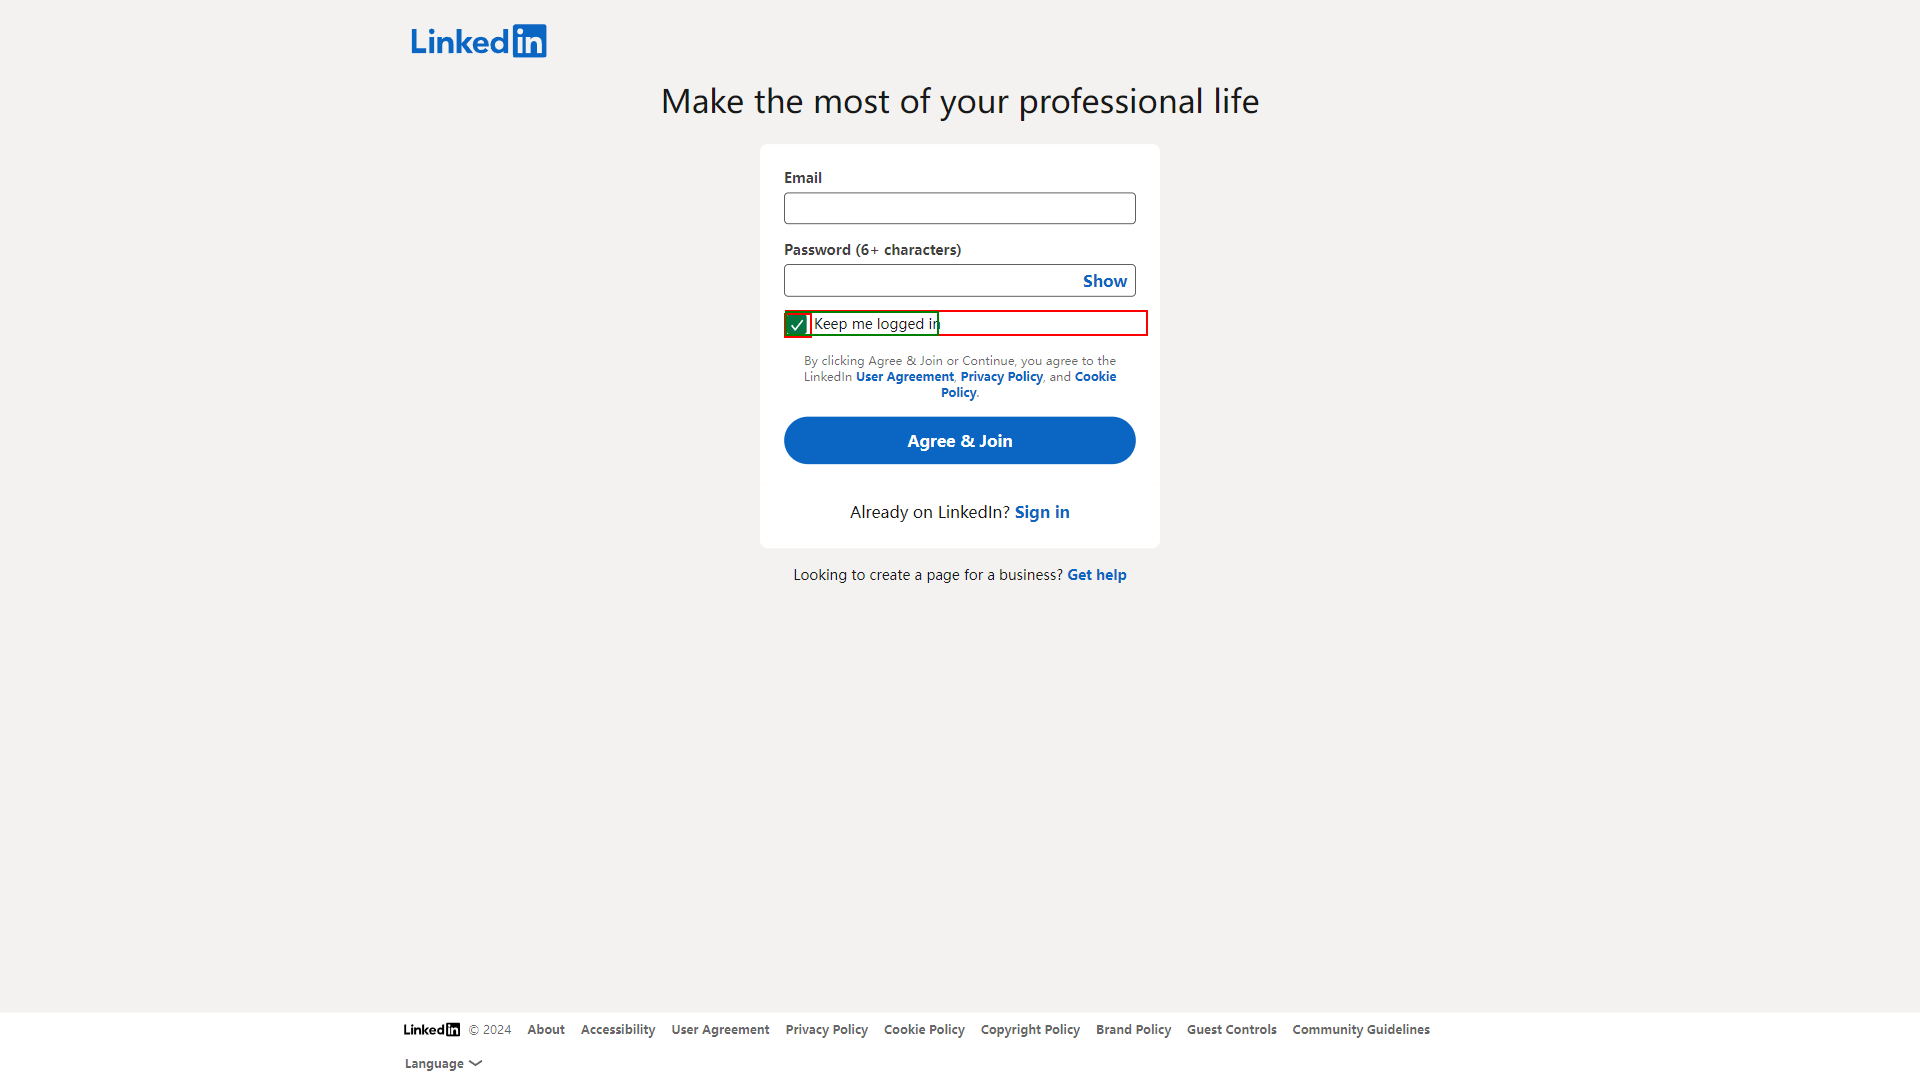 LinkedIn
Make the most of your professional life
Email
Password (6+ characters)
Show
Keep me logged in
By clicking Agree & Join or Continue, you agree to the
LinkedIn User Agreement, Privacy Policy, and Cookie
Policy.
Agree & Join
Already on LinkedIn? Sign in
Looking to create a page for a business? Get help
LinkedIn © 2024 About Accessibility User Agreement Privacy Policy Cookie Policy Copyright Policy Brand Policy Guest Controls Community Guidelines
Language